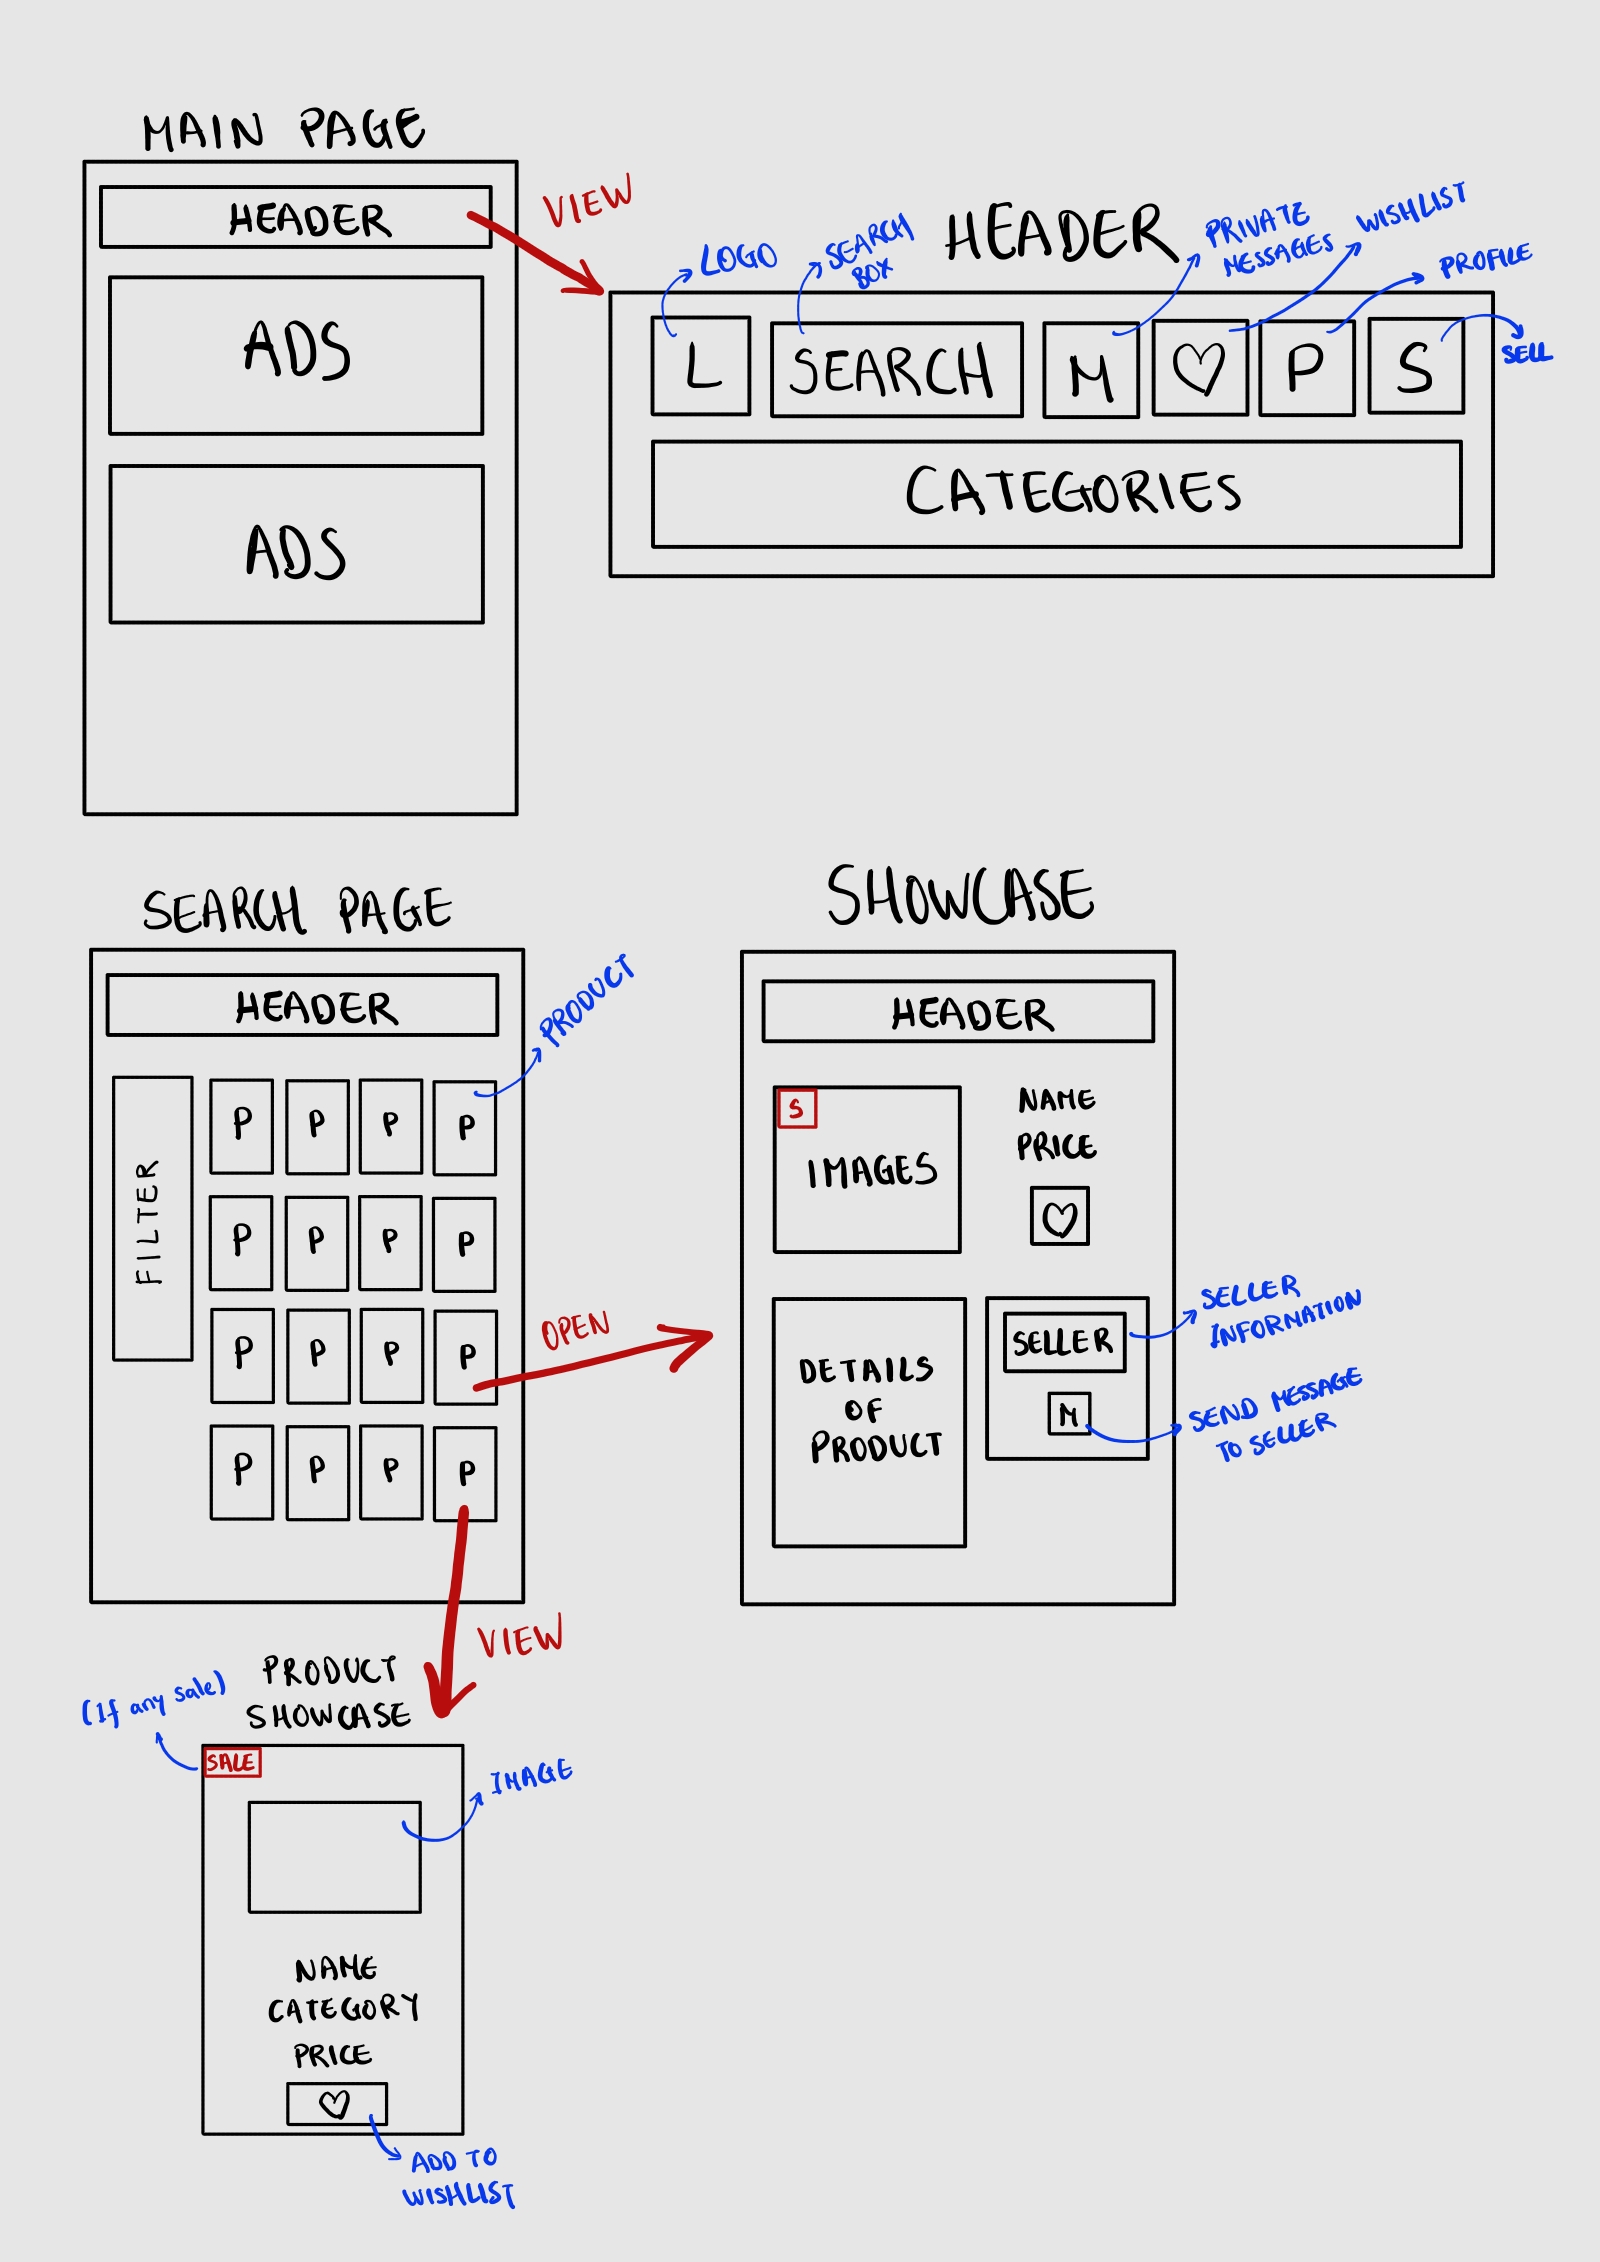 MAIN PAGE
HEADER
ADS
ADS
VIEW
HEADER
LOGO
SEARCH
BOX
PRIVATE
MESSAGES
WISHLIST
PROFILE
SELL
L
SEARCH
M
♡
P
S
CATEGORIES
SEARCH PAGE
HEADER
PRODUCT
FILTER
P P P P
P P P P
P P P P
P P P P
OPEN
VIEW
SHOWCASE
HEADER
S
IMAGES
NAME
PRICE
♡
DETAILS
OF
PRODUCT
SELLER
M
SELLER
INFORMATION
SEND MESSAGE
TO SELLER
PRODUCT
SHOWCASE
(If any sale)
SALE
IMAGE
NAME
CATEGORY
PRICE
♡
ADD TO
WISHLIST